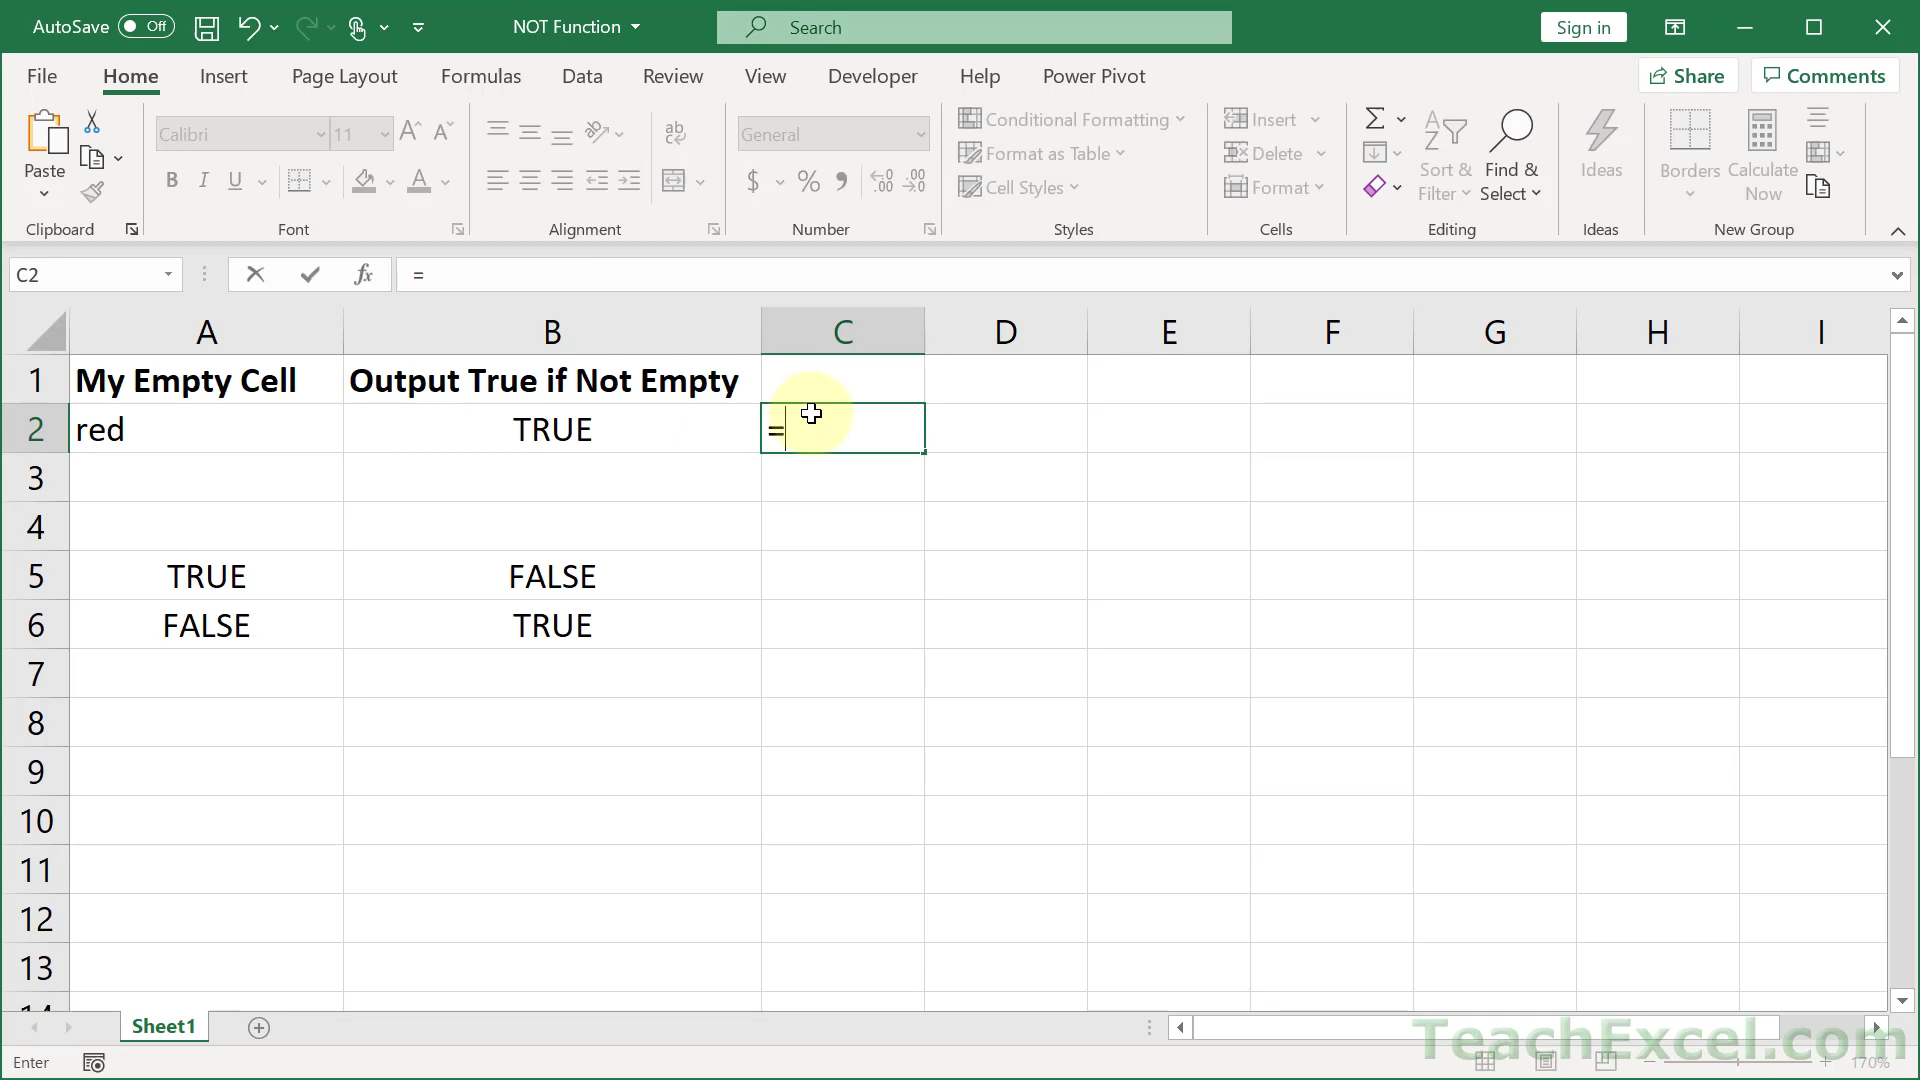 AutoSave Off NOT Function Search Sign in
File Home Insert Page Layout Formulas Data Review View Developer Help Power Pivot Share Comments
Paste
Calibri 11
B I U
ab
General
$ %
Conditional Formatting
Format as Table
Cell Styles
Insert
Delete
Format
Sort & Filter
Find & Select
Ideas
Borders
Calculate Now
Clipboard Font Alignment Number Styles Cells Editing Ideas New Group
C2 fx =
A B C D E F G H I
1 My Empty Cell Output True if Not Empty
2 red TRUE =
3
4
5 TRUE FALSE
6 FALSE TRUE
7
8
9
10
11
12
13
14
Sheet1
TeachExcel.com
Enter 170%